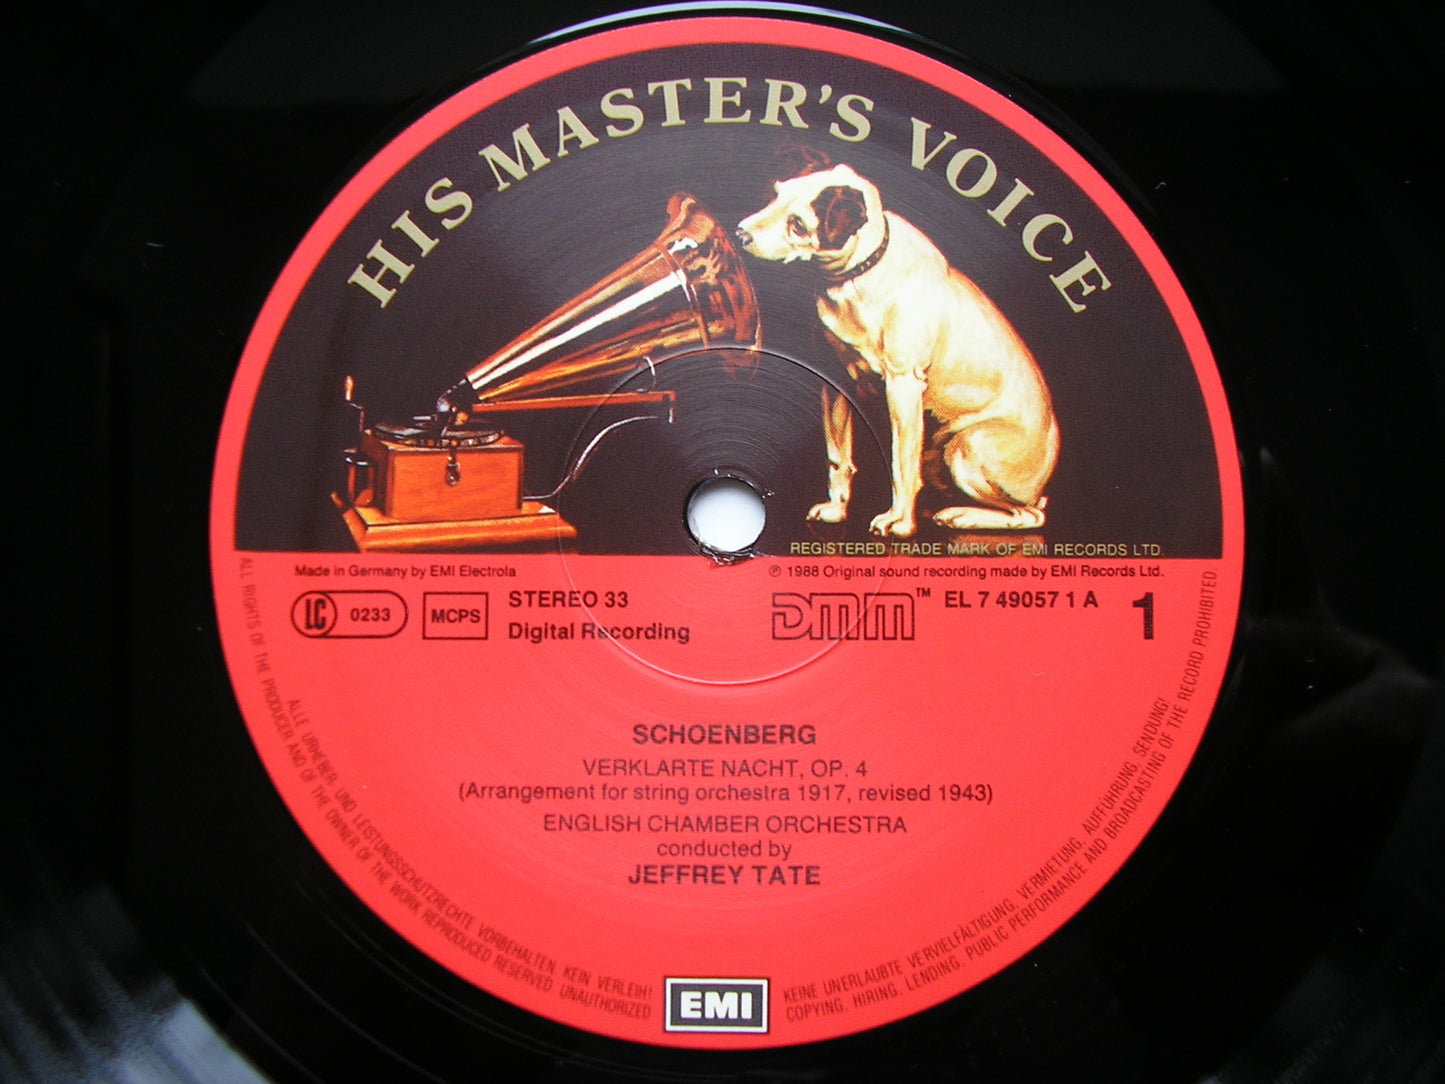 HIS MASTER'S VOICE
REGISTERED TRADE MARK OF EMI RECORDS LTD.
Made in Germany by EMI Electrola
℗ 1988 Original sound recording made by EMI Records Ltd.
LC 0233
MCPS
STEREO 33
Digital Recording
DMM™
EL 7 49057 1 A
1
SCHOENBERG
VERKLARTE NACHT, OP. 4
(Arrangement for string orchestra 1917, revised 1943)
ENGLISH CHAMBER ORCHESTRA
conducted by
JEFFREY TATE
ALLE URHEBER, UND LEISTUNGSSCHUTZRECHTE VORBEHALTEN. KEIN VERLEIH! KEINE UNERLAUBTE VERVIELFÄLTIGUNG, VERMIETUNG, AUFFÜHRUNG, SENDUNG!
ALL RIGHTS OF THE PRODUCER AND OF THE OWNER OF THE WORK REPRODUCED RESERVED. UNAUTHORIZED COPYING, HIRING, LENDING, PUBLIC PERFORMANCE AND BROADCASTING OF THE RECORD PROHIBITED.
EMI